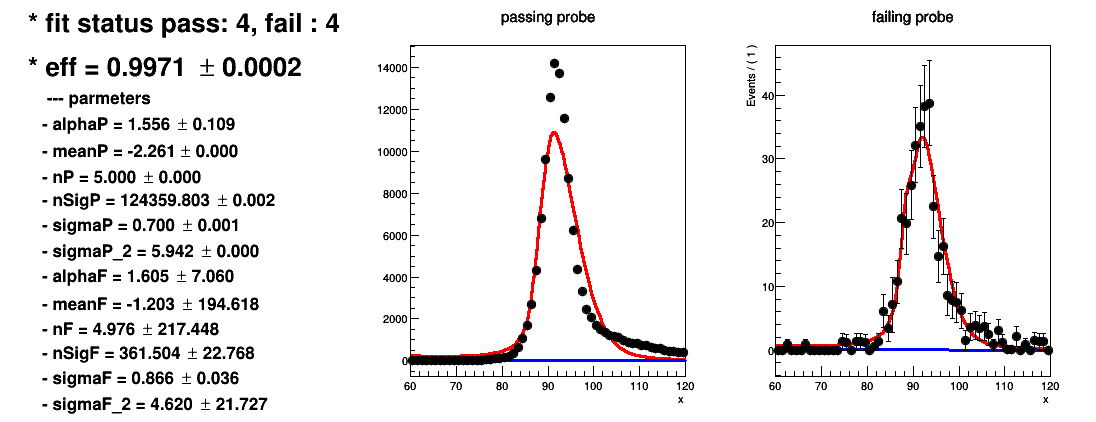 * fit status pass: 4, fail : 4
* eff = 0.9971 ± 0.0002
--- parmeters
- alphaP = 1.556 ± 0.109
- meanP = -2.261 ± 0.000
- nP = 5.000 ± 0.000
- nSigP = 124359.803 ± 0.002
- sigmaP = 0.700 ± 0.001
- sigmaP_2 = 5.942 ± 0.000
- alphaF = 1.605 ± 7.060
- meanF = -1.203 ± 194.618
- nF = 4.976 ± 217.448
- nSigF = 361.504 ± 22.768
- sigmaF = 0.866 ± 0.036
- sigmaF_2 = 4.620 ± 21.727
passing probe
14000
12000
10000
8000
6000
4000
2000
0
60 70 80 90 100 110 120
x
failing probe
Events / ( 1 )
40
30
20
10
0
60 70 80 90 100 110 120
x